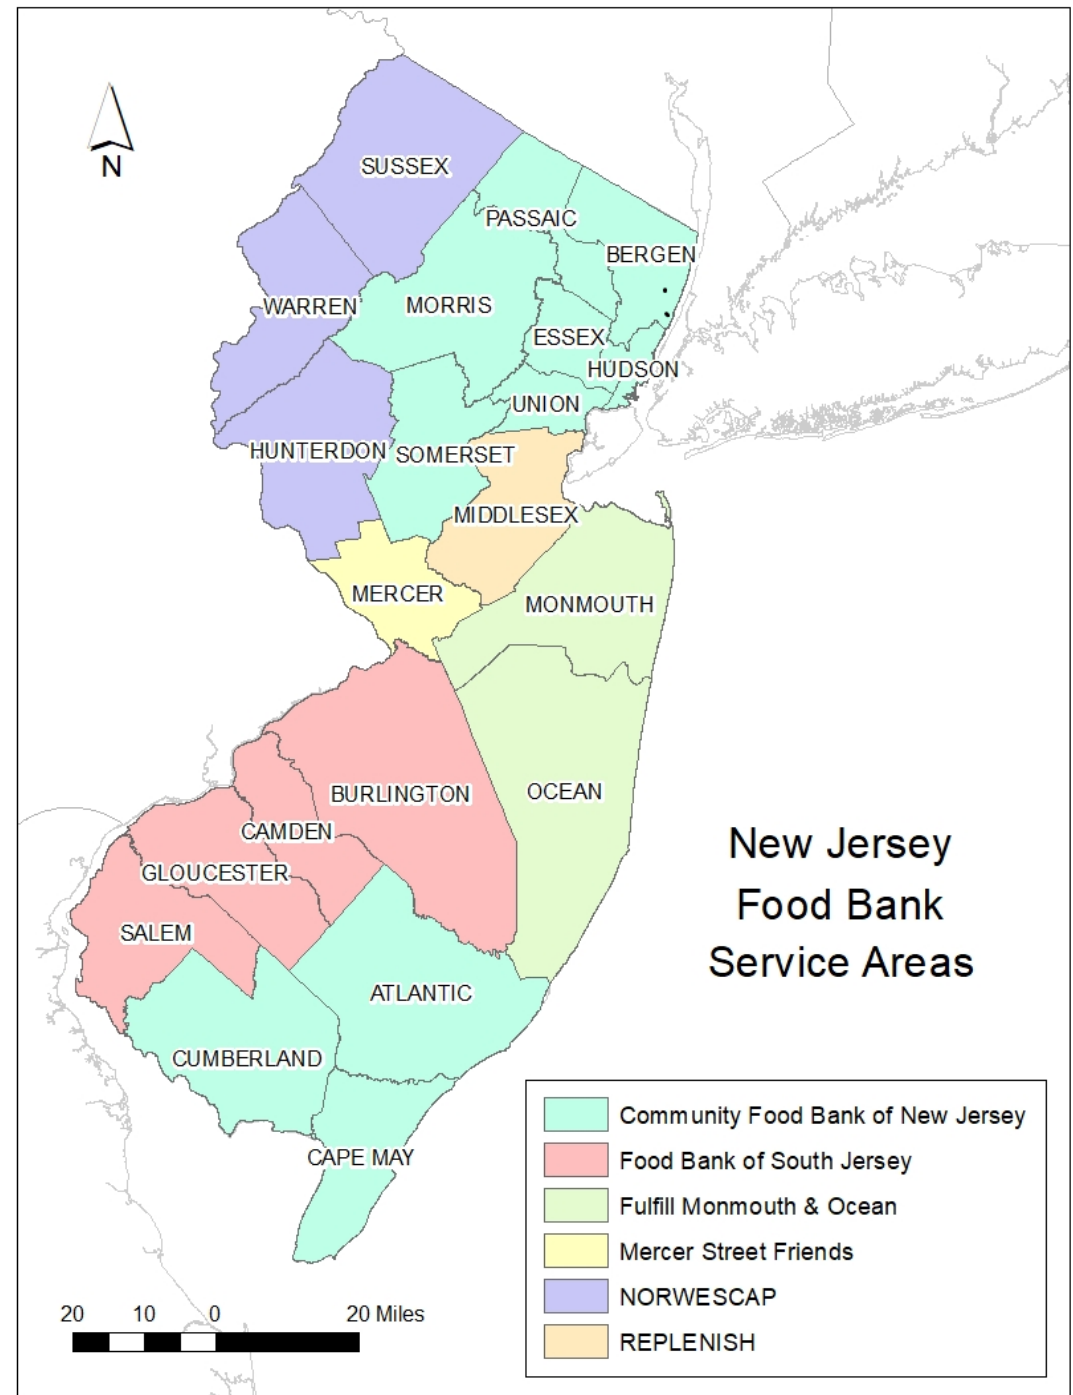 N
SUSSEX
PASSAIC
BERGEN
WARREN
MORRIS
ESSEX
HUDSON
UNION
HUNTERDON
SOMERSET
MIDDLESEX
MERCER
MONMOUTH
BURLINGTON
OCEAN
CAMDEN
GLOUCESTER
SALEM
ATLANTIC
CUMBERLAND
CAPE MAY
New Jersey
Food Bank
Service Areas
Community Food Bank of New Jersey
Food Bank of South Jersey
Fulfill Monmouth & Ocean
Mercer Street Friends
NORWESCAP
REPLENISH
20 10 0 20 Miles